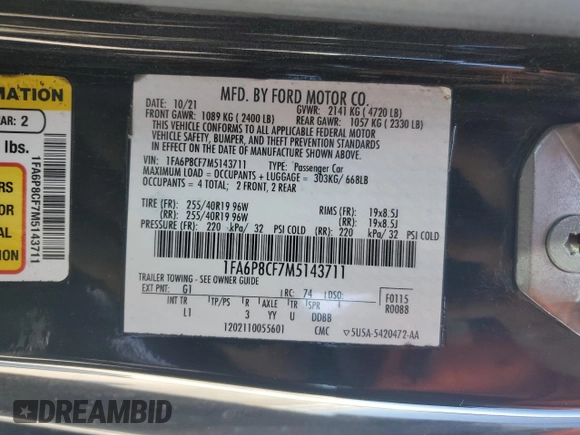 MATION
EAR: 2
lbs.
ERS
OR
AL
ION
1FA6P8CF7M5143711
MFD. BY FORD MOTOR CO.
DATE: 10/21 GVWR: 2141 KG ( 4720 LB)
FRONT GAWR: 1089 KG ( 2400 LB) REAR GAWR: 1057 KG ( 2330 LB)
THIS VEHICLE CONFORMS TO ALL APPLICABLE FEDERAL MOTOR
VEHICLE SAFETY, BUMPER, AND THEFT PREVENTION STANDARDS
IN EFFECT ON THE DATE OF MANUFACTURE SHOWN ABOVE.
VIN: 1FA6P8CF7M5143711 TYPE: Passenger Car
MAXIMUM LOAD = OCCUPANTS + LUGGAGE = 303KG/ 668LB
OCCUPANTS = 4 TOTAL; 2 FRONT, 2 REAR
TIRE (FR): 255/40R19 96W RIMS (FR): 19x8.5J
(RR): 255/40R19 96W (RR): 19x8.5J
PRESSURE (FR): 220 kPa/ 32 PSI COLD (RR): 220 kPa/ 32 PSI COLD
1FA6P8CF7M5143711
TRAILER TOWING - SEE OWNER GUIDE
EXT PNT: G1 RC: 74 DSO: F0115
INT TR TP/PS R AXLE TR SPR R0088
L1 3 YY U DDBB
1202110055601 CMC ▽5U5A-5420472-AA
DREAMBID